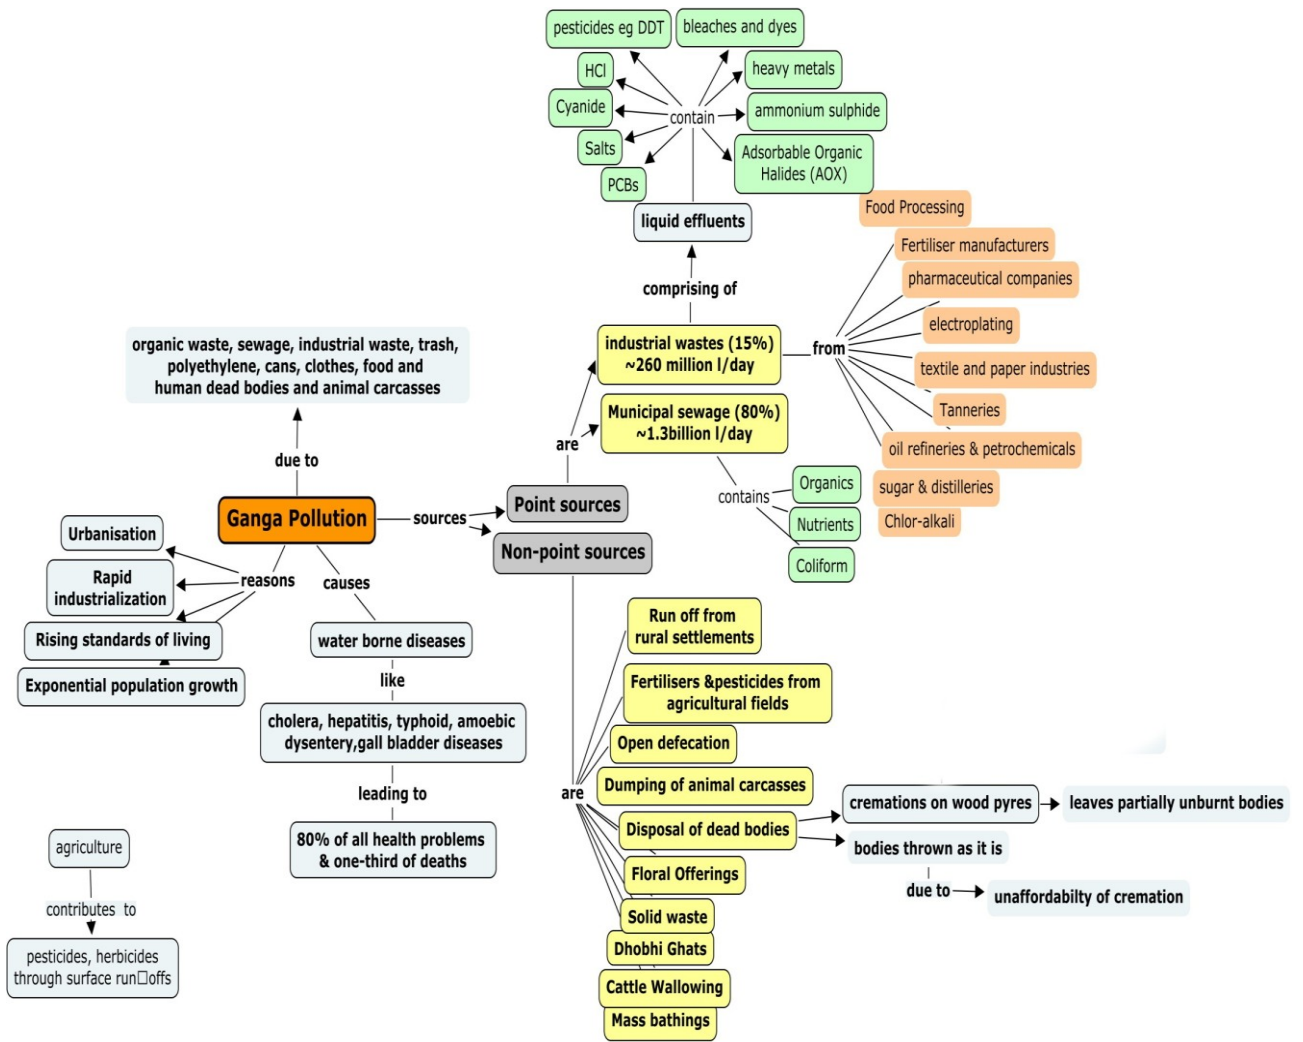 pesticides eg DDT
bleaches and dyes
HCl
heavy metals
Cyanide
ammonium sulphide
contain
Salts
Adsorbable Organic
Halides (AOX)
PCBs
liquid effluents
comprising of
industrial wastes (15%)
~260 million l/day
from
Food Processing
Fertiliser manufacturers
pharmaceutical companies
electroplating
textile and paper industries
Tanneries
oil refineries & petrochemicals
sugar & distilleries
Chlor-alkali
Municipal sewage (80%)
~1.3billion l/day
are
contains
Organics
Nutrients
Coliform
organic waste, sewage, industrial waste, trash,
polyethylene, cans, clothes, food and
human dead bodies and animal carcasses
due to
Ganga Pollution
sources
Point sources
Non-point sources
Urbanisation
Rapid
industrialization
reasons
causes
Rising standards of living
Exponential population growth
water borne diseases
like
cholera, hepatitis, typhoid, amoebic
dysentery,gall bladder diseases
leading to
80% of all health problems
& one-third of deaths
are
Run off from
rural settlements
Fertilisers &pesticides from
agricultural fields
Open defecation
Dumping of animal carcasses
Disposal of dead bodies
cremations on wood pyres
leaves partially unburnt bodies
bodies thrown as it is
due to
unaffordabilty of cremation
Floral Offerings
Solid waste
Dhobhi Ghats
Cattle Wallowing
Mass bathings
agriculture
contributes to
pesticides, herbicides
through surface run□offs